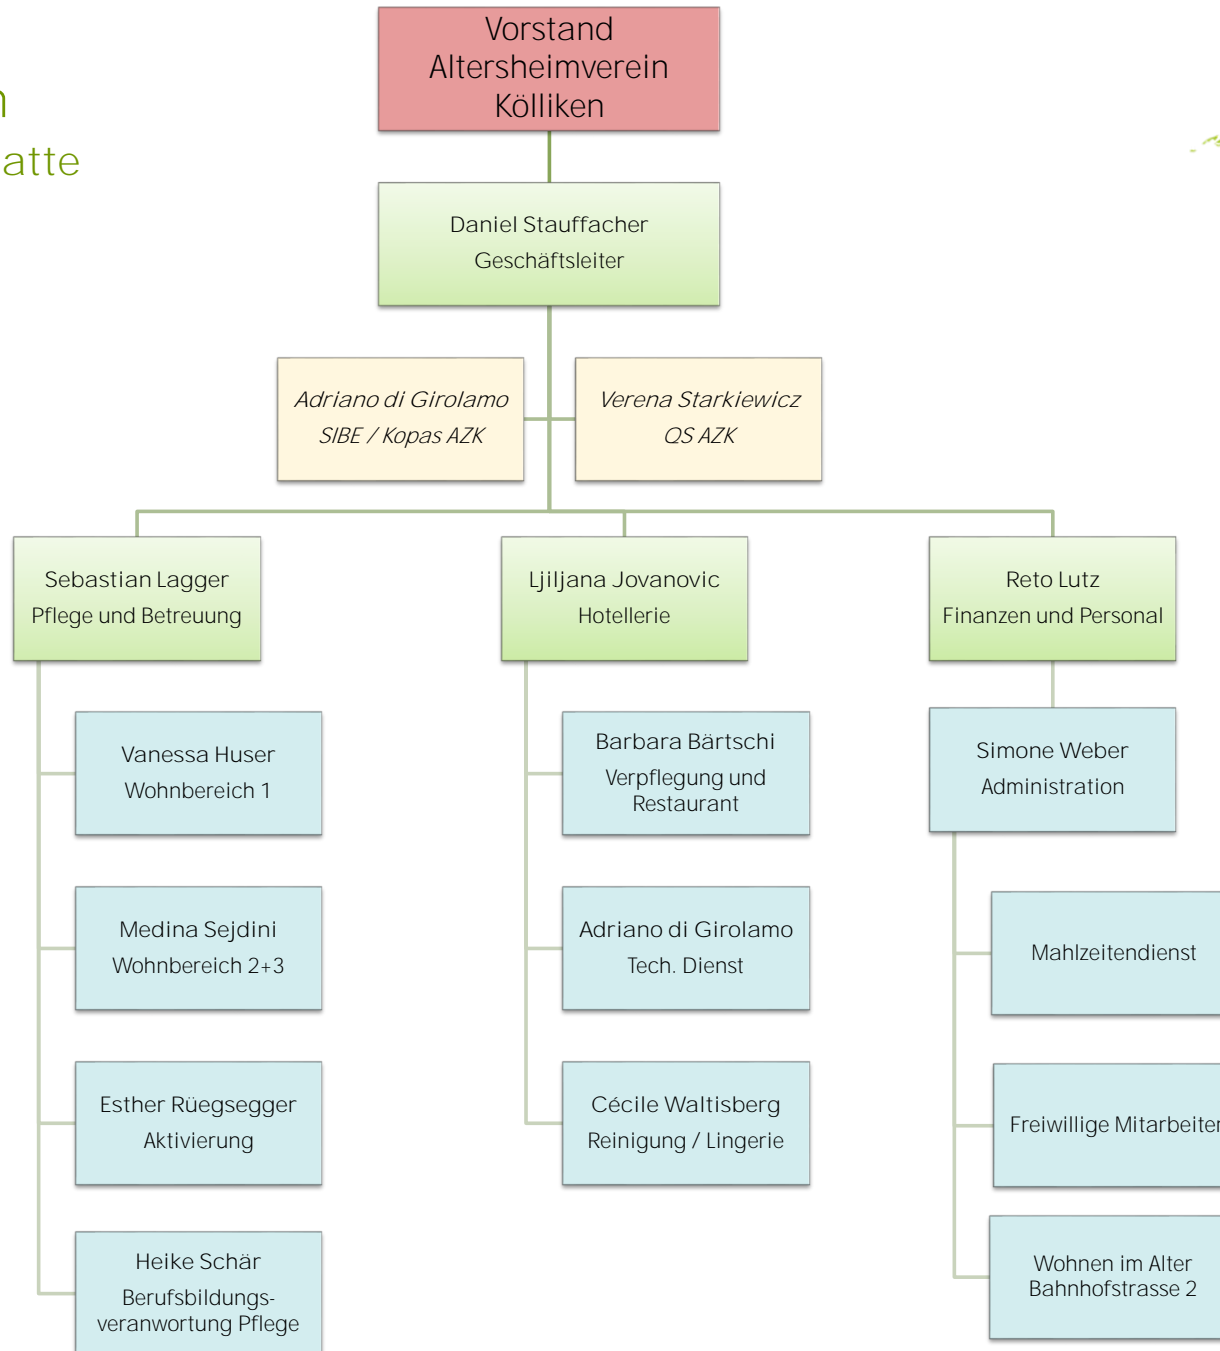 Vorstand
Altersheimverein
Kölliken
n
atte
Daniel Stauffacher
Geschäftsleiter
Adriano di Girolamo
SIBE / Kopas AZK
Verena Starkiewicz
QS AZK
Sebastian Lagger
Pflege und Betreuung
Ljiljana Jovanovic
Hotellerie
Reto Lutz
Finanzen und Personal
Vanessa Huser
Wohnbereich 1
Medina Sejdini
Wohnbereich 2+3
Esther Rüegsegger
Aktivierung
Heike Schär
Berufsbildungs-
veranwortung Pflege
Barbara Bärtschi
Verpflegung und
Restaurant
Adriano di Girolamo
Tech. Dienst
Cécile Waltisberg
Reinigung / Lingerie
Simone Weber
Administration
Mahlzeitendienst
Freiwillige Mitarbeiter
Wohnen im Alter
Bahnhofstrasse 2